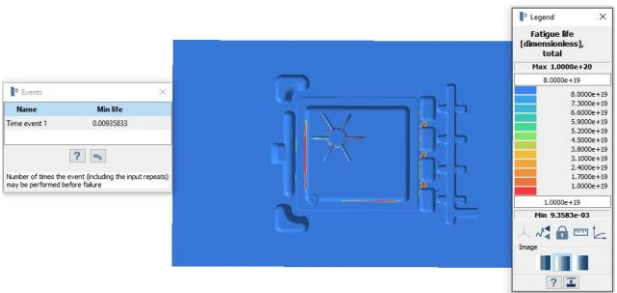 Events
Name Min life
Time event 1 0.00935833
?
Number of times the event (including the input repeats)
may be performed before failure
Legend
Fatigue life
[dimensionless],
total
Max 1.0000e+20
8.0000e+19
8.0000e+19
7.3000e+19
6.6000e+19
5.9000e+19
5.2000e+19
4.5000e+19
3.8000e+19
3.1000e+19
2.4000e+19
1.7000e+19
1.0000e+19
1.0000e+19
Min 9.3583e-03
Image
?